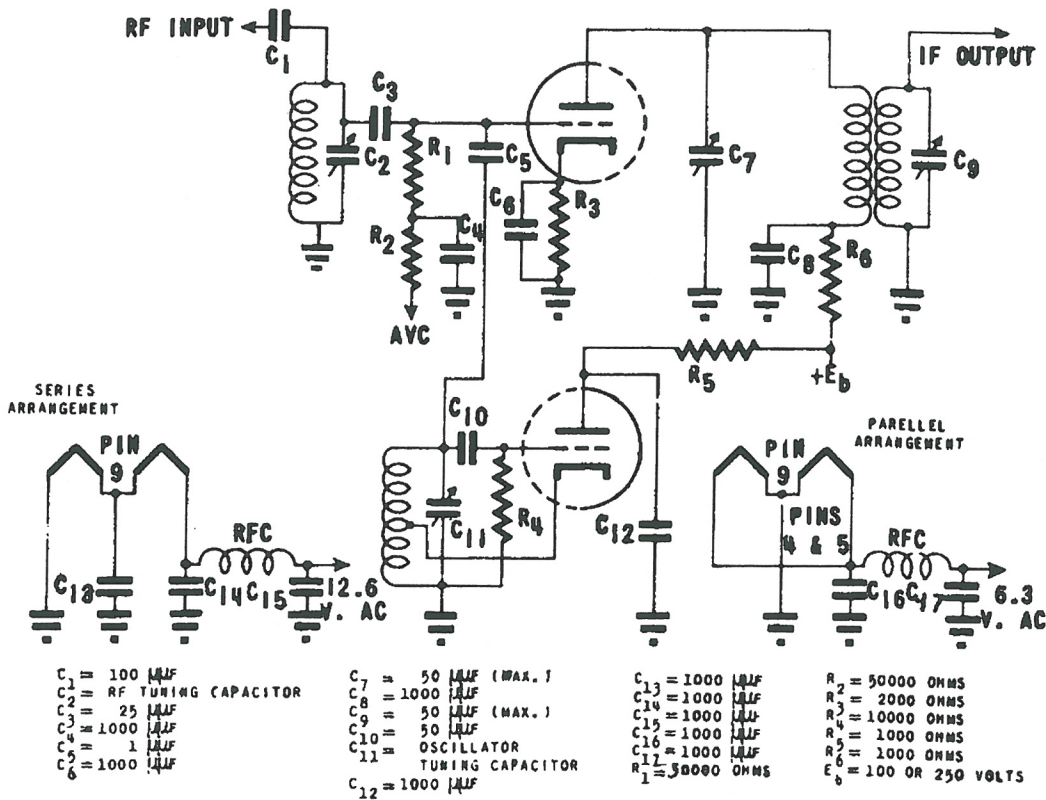 RF INPUT
C1
C3
C2
R1
C5
C6
R3
R2
C4
AVC
C7
IF OUTPUT
C9
C8
R6
R5
+Eb
SERIES
ARRANGEMENT
PIN
9
RFC
C13
C14
C15
12.6
V. AC
C10
C11
R4
C12
PARELLEL
ARRANGEMENT
PIN
9
PINS
4 & 5
RFC
C16
C17
6.3
V. AC
C1 = 100 μμF
C2 = RF TUNING CAPACITOR
C3 = 25 μμF
C4 = 1000 μμF
C5 = 1 μμF
C6 = 1000 μμF
C7 = 50 μμF (MAX.)
C8 = 1000 μμF
C9 = 50 μμF (MAX.)
C10 = 50 μμF
C11 = OSCILLATOR
TUNING CAPACITOR
C12 = 1000 μμF
C13 = 1000 μμF
C14 = 1000 μμF
C15 = 1000 μμF
C16 = 1000 μμF
C17 = 1000 μμF
R1 = 50000 OHMS
R2 = 50000 OHMS
R3 = 2000 OHMS
R4 = 10000 OHMS
R5 = 1000 OHMS
R6 = 1000 OHMS
Eb = 100 OR 250 VOLTS